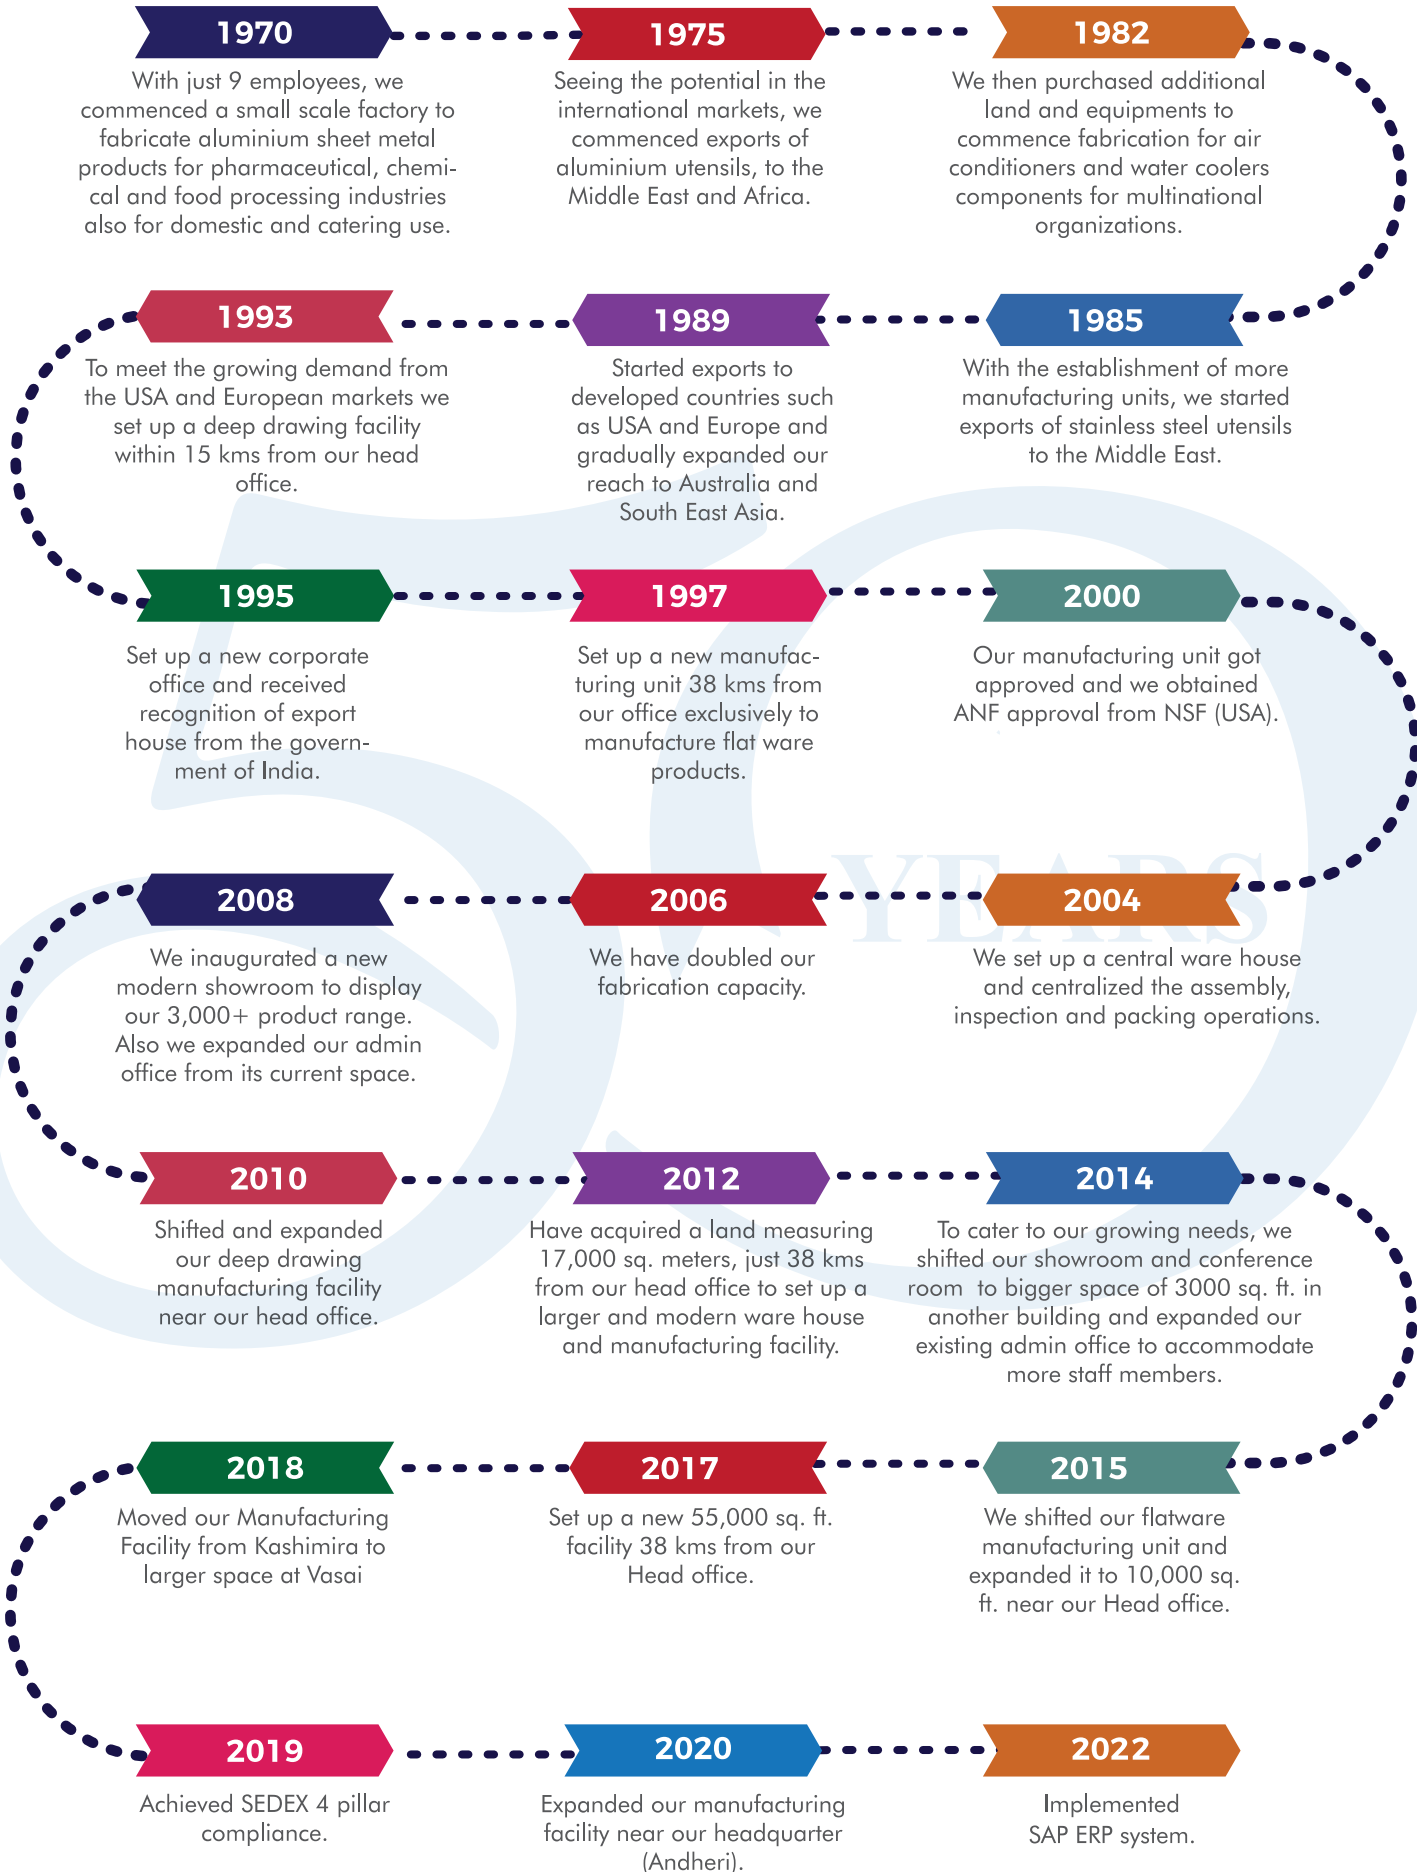 1970
With just 9 employees, we
commenced a small scale factory to
fabricate aluminium sheet metal
products for pharmaceutical, chemi-
cal and food processing industries
also for domestic and catering use.
1975
Seeing the potential in the
international markets, we
commenced exports of
aluminium utensils, to the
Middle East and Africa.
1982
We then purchased additional
land and equipments to
commence fabrication for air
conditioners and water coolers
components for multinational
organizations.
1985
With the establishment of more
manufacturing units, we started
exports of stainless steel utensils
to the Middle East.
1989
Started exports to
developed countries such
as USA and Europe and
gradually expanded our
reach to Australia and
South East Asia.
1993
To meet the growing demand from
the USA and European markets we
set up a deep drawing facility
within 15 kms from our head
office.
1995
Set up a new corporate
office and received
recognition of export
house from the govern-
ment of India.
1997
Set up a new manufac-
turing unit 38 kms from
our office exclusively to
manufacture flat ware
products.
2000
Our manufacturing unit got
approved and we obtained
ANF approval from NSF (USA).
50
YEARS
2004
We set up a central ware house
and centralized the assembly,
inspection and packing operations.
2006
We have doubled our
fabrication capacity.
2008
We inaugurated a new
modern showroom to display
our 3,000+ product range.
Also we expanded our admin
office from its current space.
2010
Shifted and expanded
our deep drawing
manufacturing facility
near our head office.
2012
Have acquired a land measuring
17,000 sq. meters, just 38 kms
from our head office to set up a
larger and modern ware house
and manufacturing facility.
2014
To cater to our growing needs, we
shifted our showroom and conference
room to bigger space of 3000 sq. ft. in
another building and expanded our
existing admin office to accommodate
more staff members.
2015
We shifted our flatware
manufacturing unit and
expanded it to 10,000 sq.
ft. near our Head office.
2017
Set up a new 55,000 sq. ft.
facility 38 kms from our
Head office.
2018
Moved our Manufacturing
Facility from Kashimira to
larger space at Vasai
2019
Achieved SEDEX 4 pillar
compliance.
2020
Expanded our manufacturing
facility near our headquarter
(Andheri).
2022
Implemented
SAP ERP system.